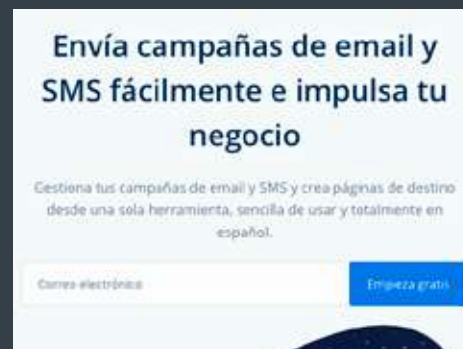 Envía campañas de email y
SMS fácilmente e impulsa tu
negocio
Gestiona tus campañas de email y SMS y crea páginas de destino
desde una sola herramienta, sencilla de usar y totalmente en
español.
Correo electrónico
Empieza gratis